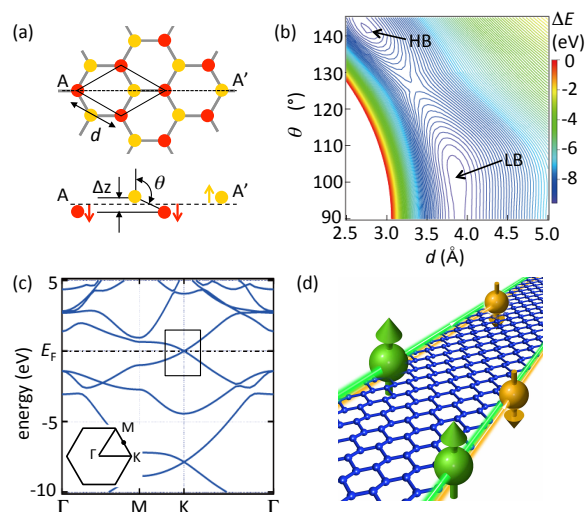 (a)
A
A’
d
Δz
θ
A
A’
(b)
HB
LB
θ (°)
140
130
120
110
100
90
2.5
3.0
3.5
4.0
4.5
5.0
d (Å)
ΔE
(eV)
0
-2
-4
-6
-8
(c)
5
E_F
-5
-10
energy (eV)
M
Γ
K
Γ
M
K
Γ
(d)